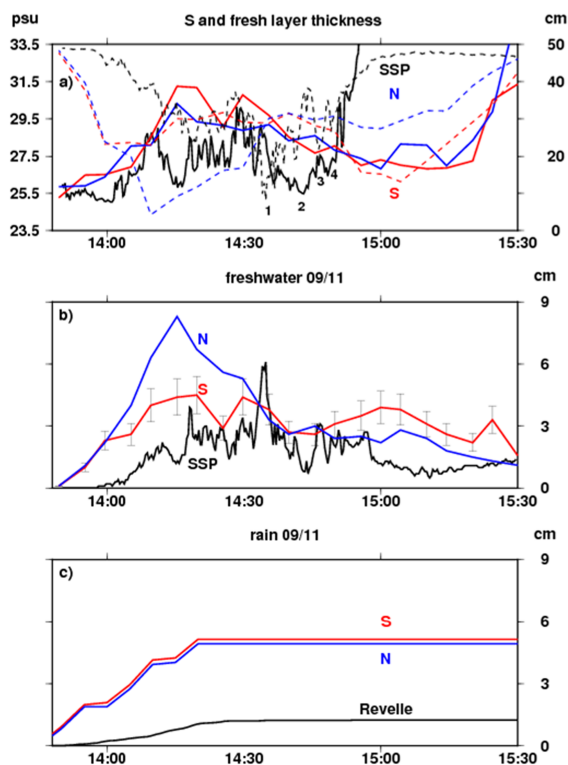 psu S and fresh layer thickness cm
33.5 50
31.5 40
29.5
27.5 20
25.5
23.5 0
a)
SSP
N
S
1
2
3
4
14:00 14:30 15:00 15:30
freshwater 09/11 cm
b)
9
6
3
0
N
S
SSP
14:00 14:30 15:00 15:30
rain 09/11 cm
c)
9
6
3
0
S
N
Revelle
14:00 14:30 15:00 15:30